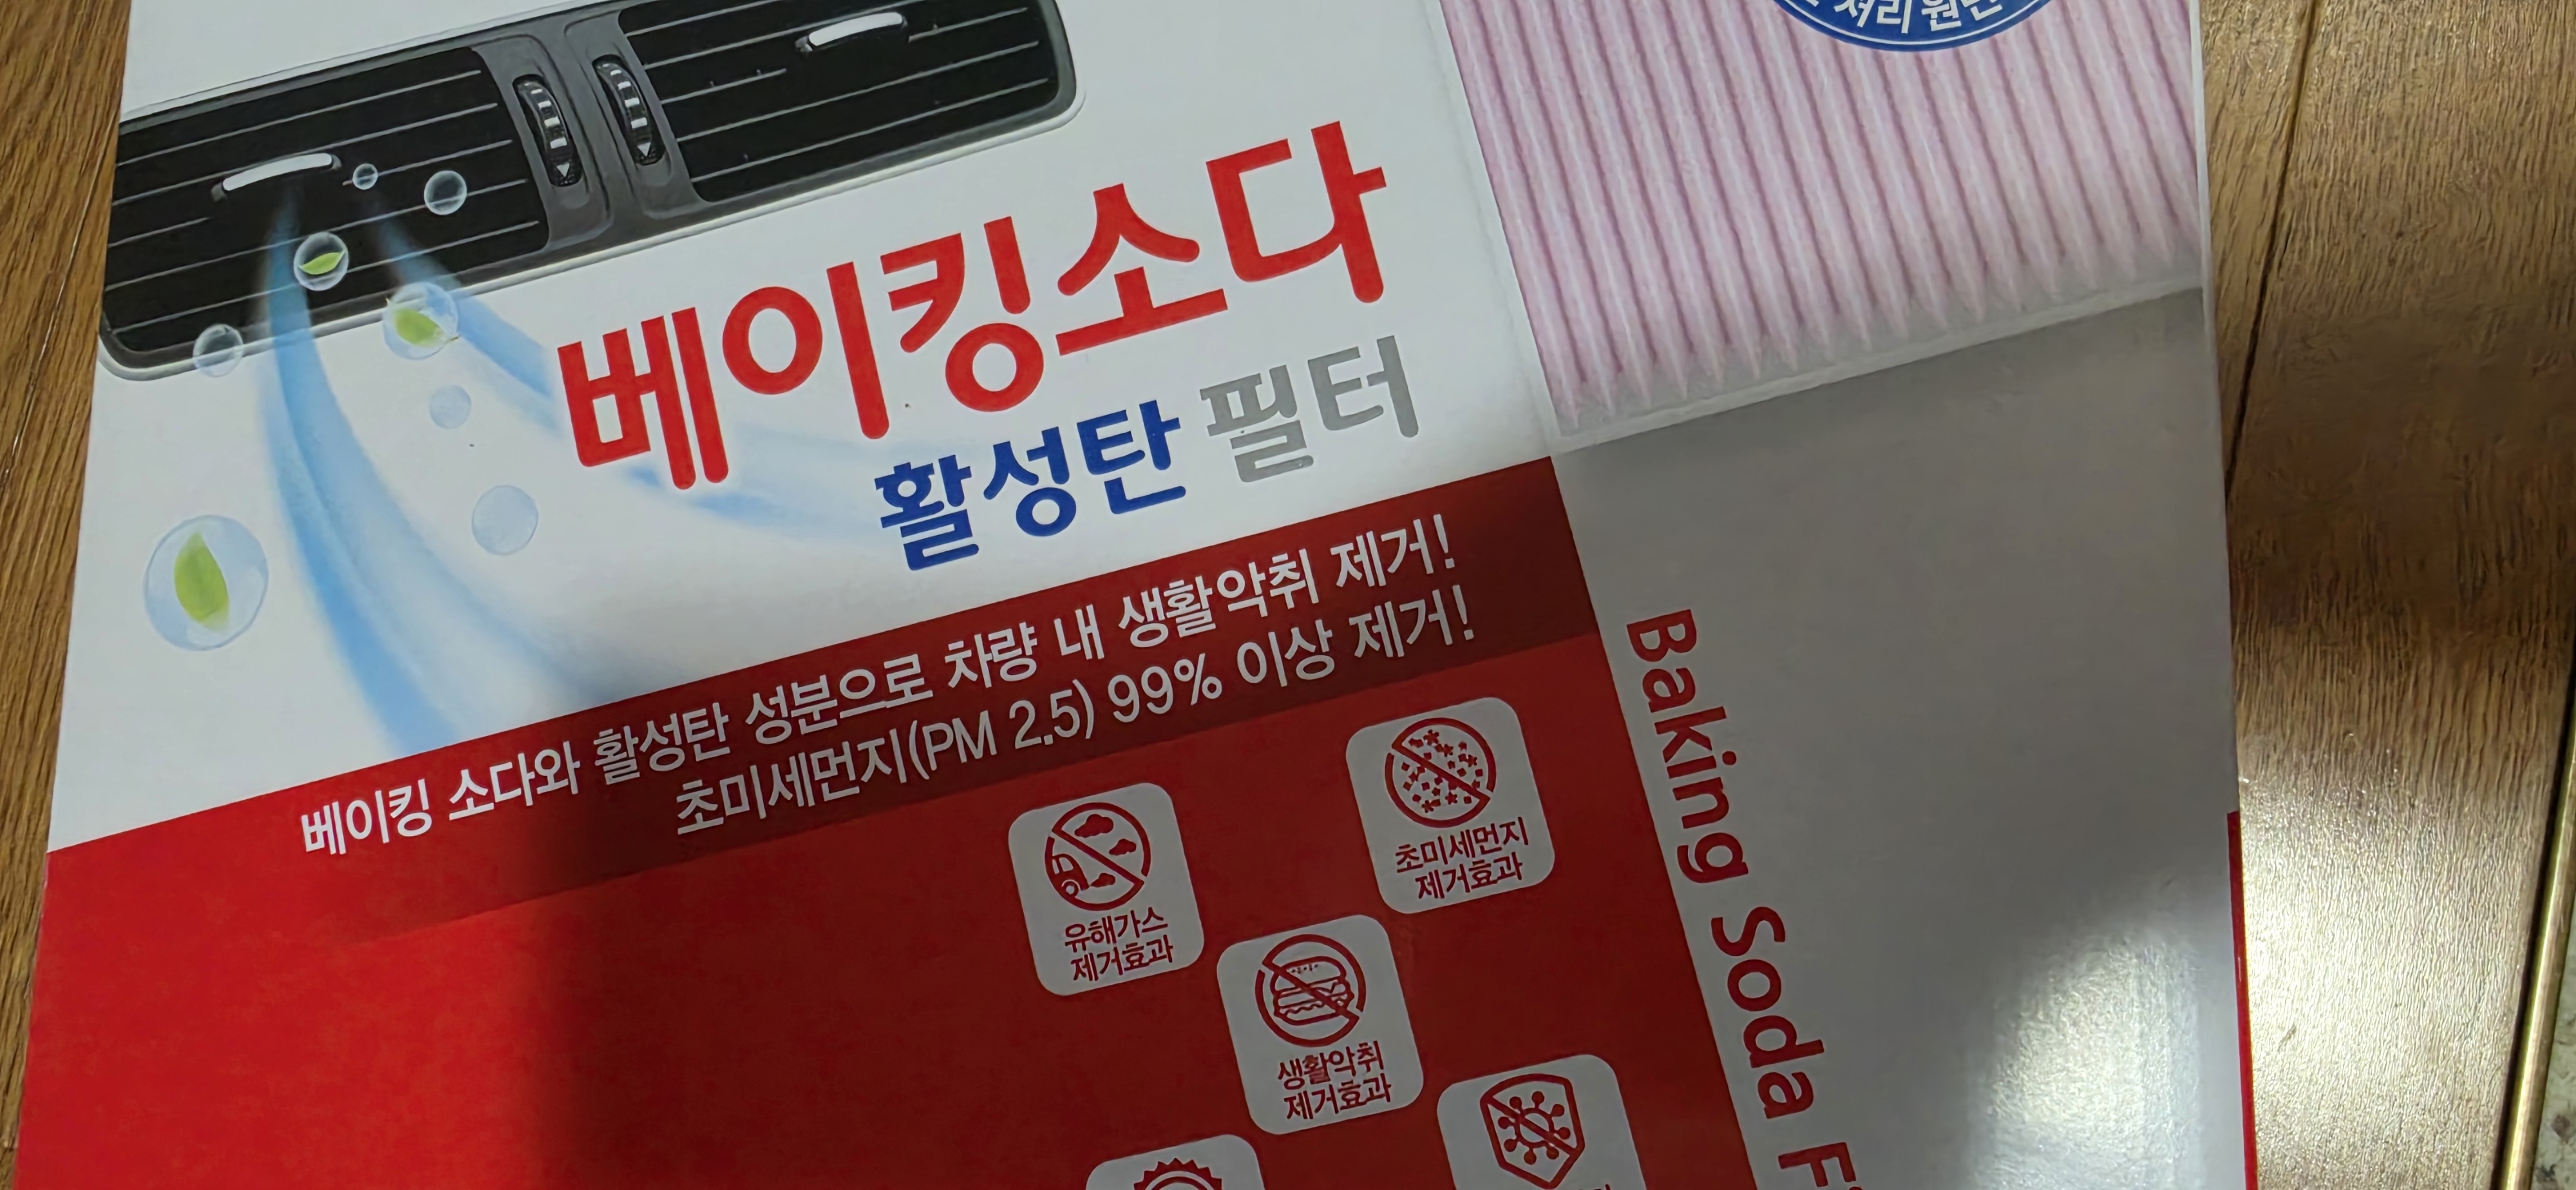 처리
베이킹소다
활성탄 필터
베이킹 소다와 활성탄 성분으로 차량 내 생활악취 제거!
초미세먼지(PM 2.5) 99% 이상 제거!
초미세먼지
제거효과
유해가스
제거효과
생활악취
제거효과
Baking Soda